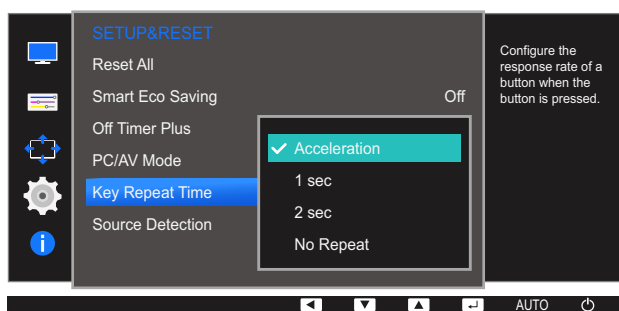 SETUP&RESET
Reset All
Smart Eco Saving Off
Off Timer Plus
PC/AV Mode
Key Repeat Time
Source Detection
Acceleration
1 sec
2 sec
No Repeat
Configure the
response rate of a
button when the
button is pressed.
AUTO